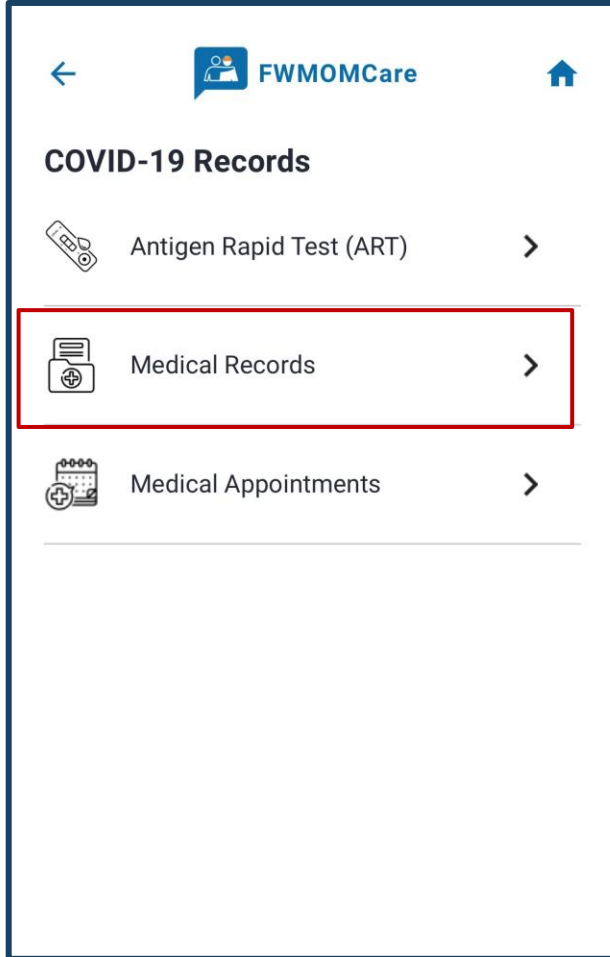 FWMOMCare
COVID-19 Records
Antigen Rapid Test (ART)
Medical Records
Medical Appointments